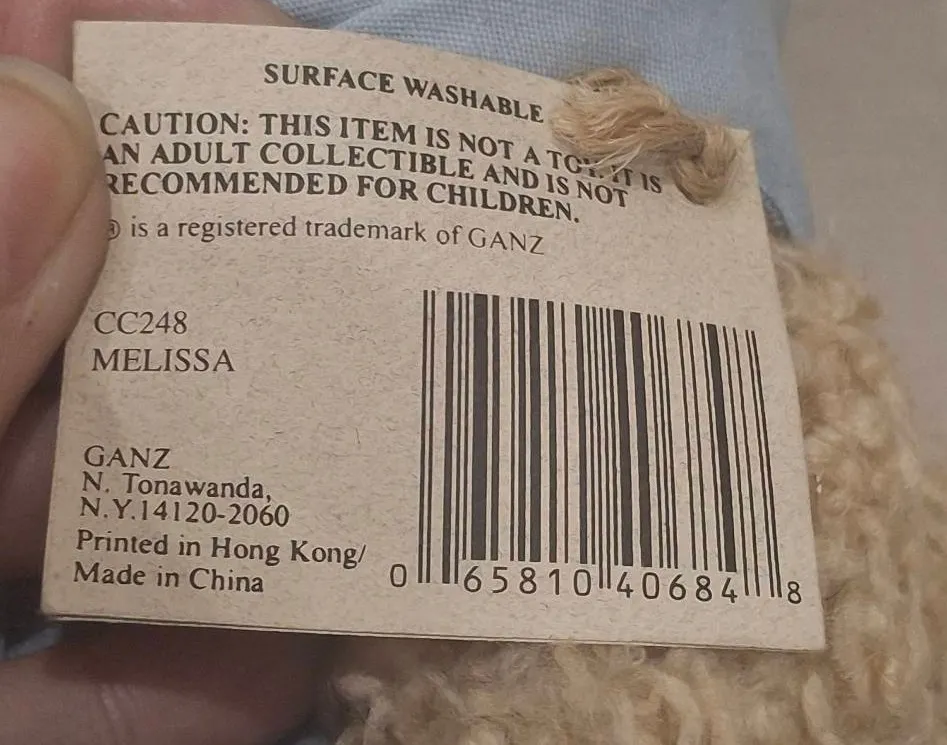 SURFACE WASHABLE
CAUTION: THIS ITEM IS NOT A TOY. IT IS
AN ADULT COLLECTIBLE AND IS NOT
RECOMMENDED FOR CHILDREN.
® is a registered trademark of GANZ
CC248
MELISSA
GANZ
N. Tonawanda,
N.Y.14120-2060
Printed in Hong Kong/
Made in China
0 65810 40684 8